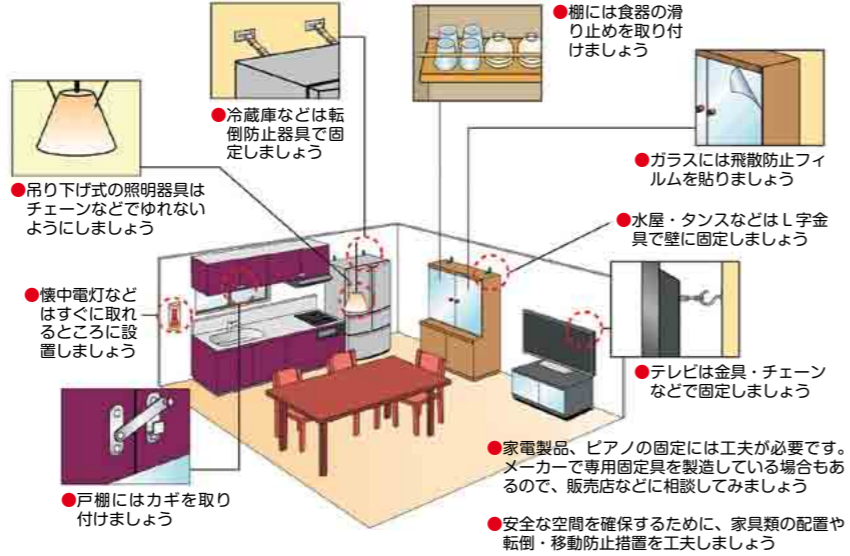 ●棚には食器の滑
り止めを取り付
けましょう
●冷蔵庫などは転
倒防止器具で固
定しましょう
●ガラスには飛散防止フィ
ルムを貼りましょう
●吊り下げ式の照明器具は
チェーンなどでゆれない
ようにしましょう
●水屋・タンスなどはL字金
具で壁に固定しましょう
●懐中電灯など
はすぐに取れ
るところに設
置しましょう
●テレビは金具・チェーン
などで固定しましょう
●戸棚にはカギを取り
付けましょう
●家電製品、ピアノの固定には工夫が必要です。
メーカーで専用固定具を製造している場合もあ
るので、販売店などに相談してみましょう
●安全な空間を確保するために、家具類の配置や
転倒・移動防止措置を工夫しましょう